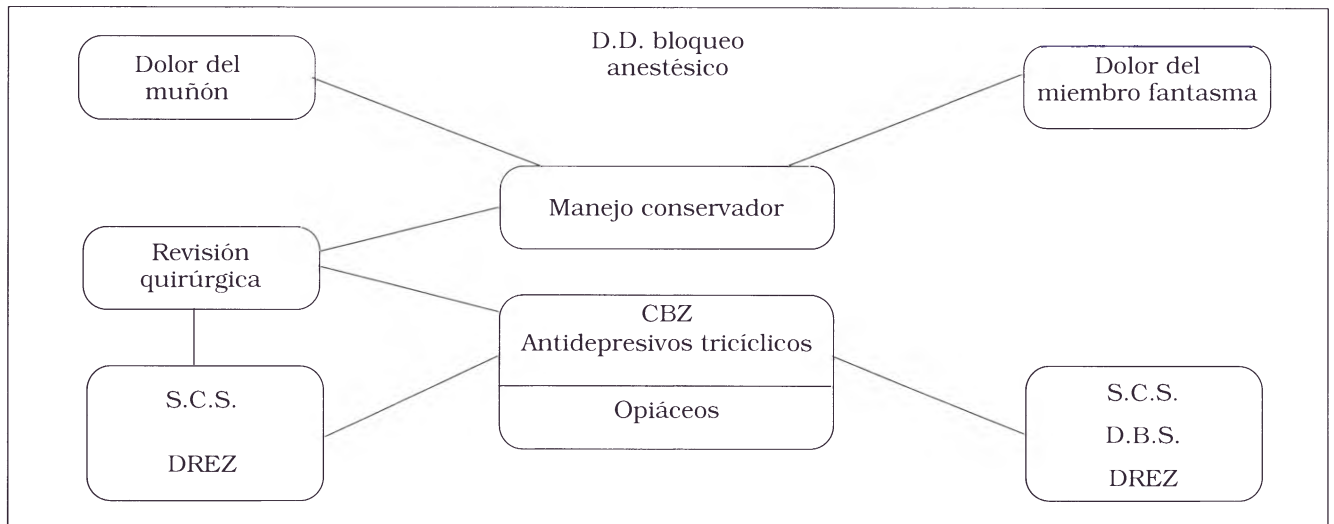 D.D. bloqueo
anestésico
Dolor del
muñón
Dolor del
miembro fantasma
Manejo conservador
Revisión
quirúrgica
CBZ
Antidepresivos tricíclicos
Opiáceos
S.C.S.
DREZ
S.C.S.
D.B.S.
DREZ